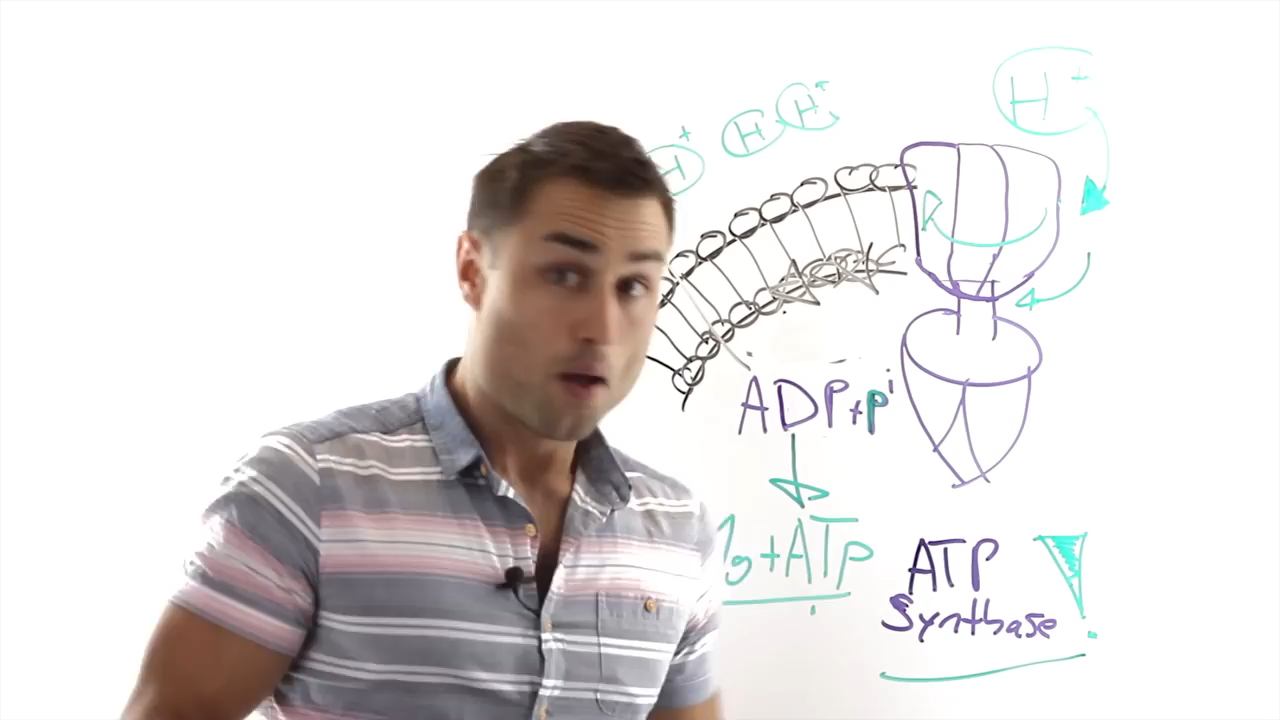 H+
H+
H
H+
ADP+Pi
g+ATP
ATP
Synthase